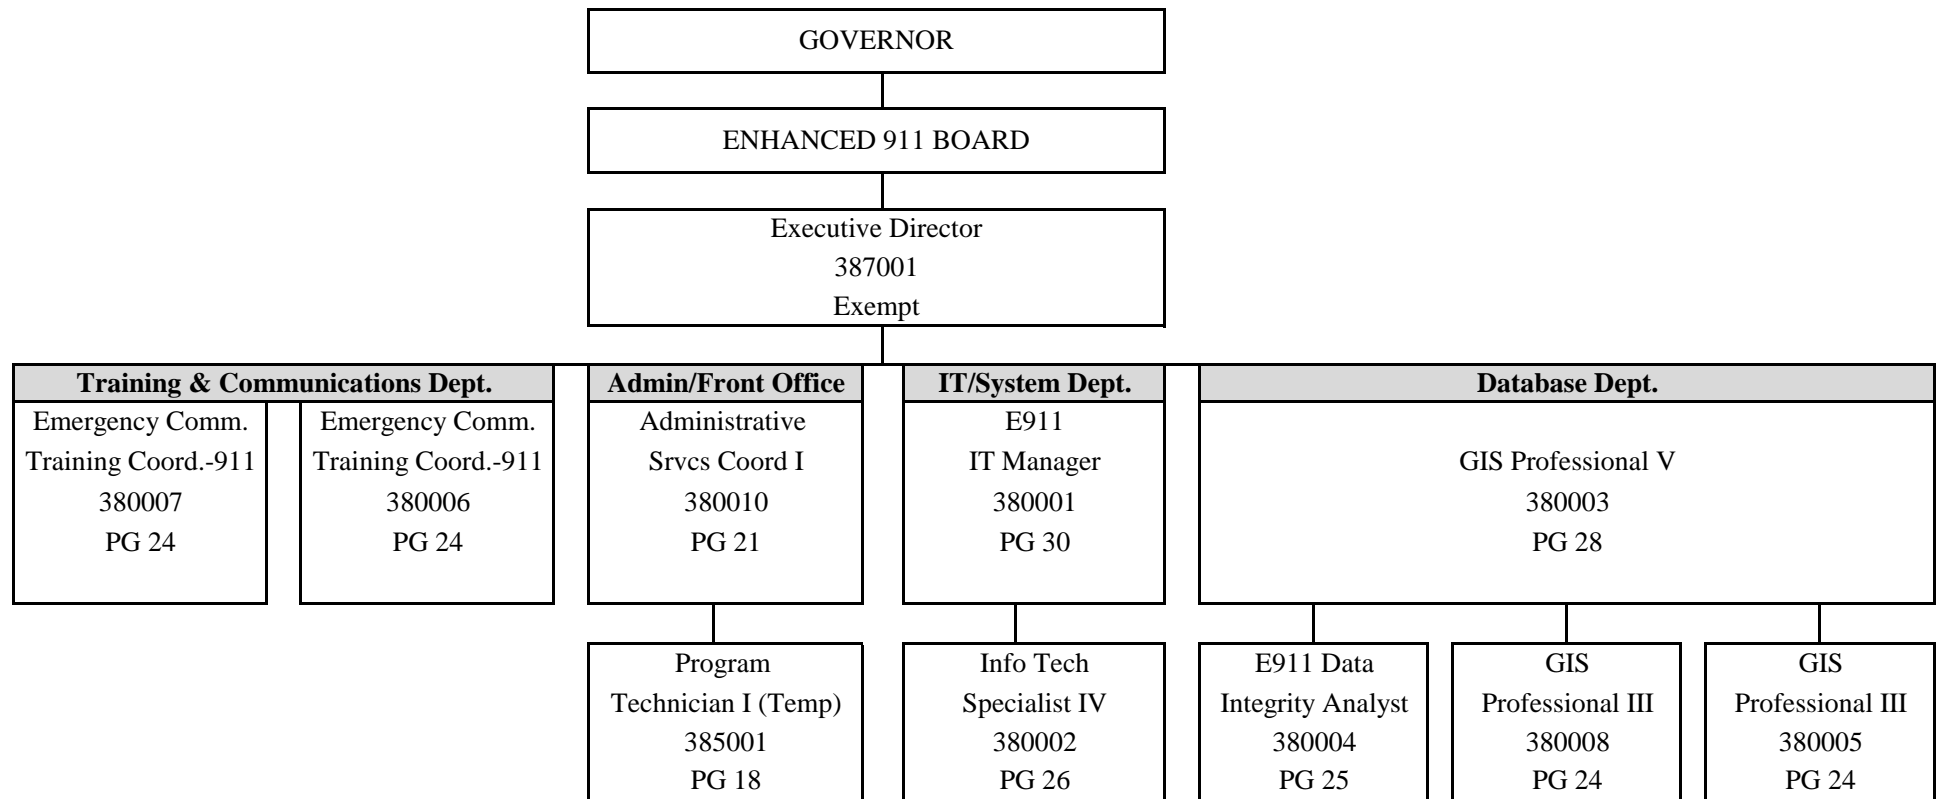 GOVERNOR
ENHANCED 911 BOARD
Executive Director
387001
Exempt
Training & Communications Dept.
Emergency Comm.
Training Coord.-911
380007
PG 24
Emergency Comm.
Training Coord.-911
380006
PG 24
Admin/Front Office
Administrative
Srvcs Coord I
380010
PG 21
Program
Technician I (Temp)
385001
PG 18
IT/System Dept.
E911
IT Manager
380001
PG 30
Info Tech
Specialist IV
380002
PG 26
Database Dept.
GIS Professional V
380003
PG 28
E911 Data
Integrity Analyst
380004
PG 25
GIS
Professional III
380008
PG 24
GIS
Professional III
380005
PG 24